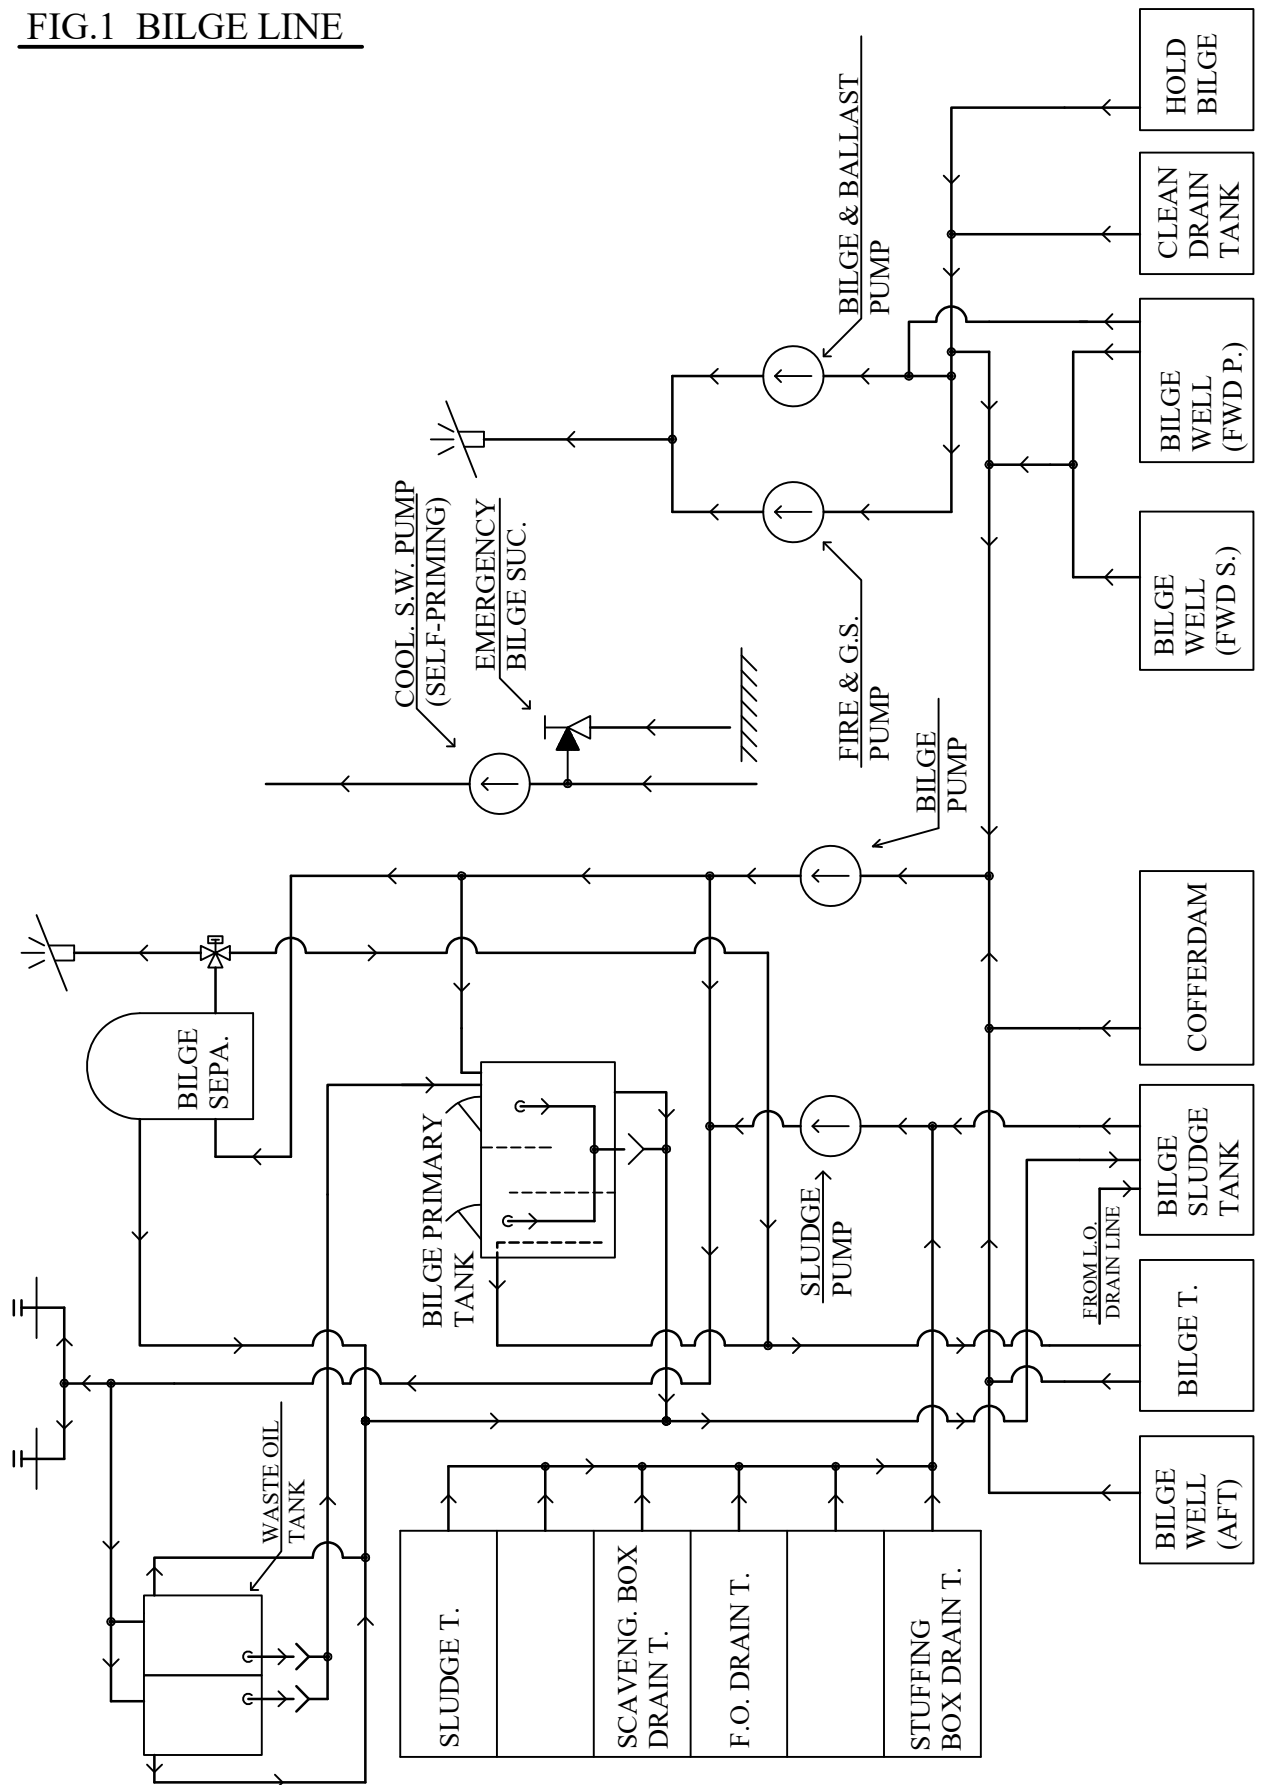 FIG.1 BILGE LINE
HOLD
BILGE
CLEAN
DRAIN
TANK
BILGE
WELL
(FWD P.)
BILGE
WELL
(FWD S.)
COFFERDAM
BILGE
SLUDGE
TANK
BILGE T.
BILGE
WELL
(AFT)
BILGE & BALLAST
PUMP
FIRE & G.S.
PUMP
BILGE
PUMP
COOL. S.W. PUMP
(SELF-PRIMING)
EMERGENCY
BILGE SUC.
BILGE
SEPA.
BILGE PRIMARY
TANK
SLUDGE
PUMP
FROM L.O.
DRAIN LINE
WASTE OIL
TANK
SLUDGE T.
SCAVENG. BOX
DRAIN T.
F.O. DRAIN T.
STUFFING
BOX DRAIN T.